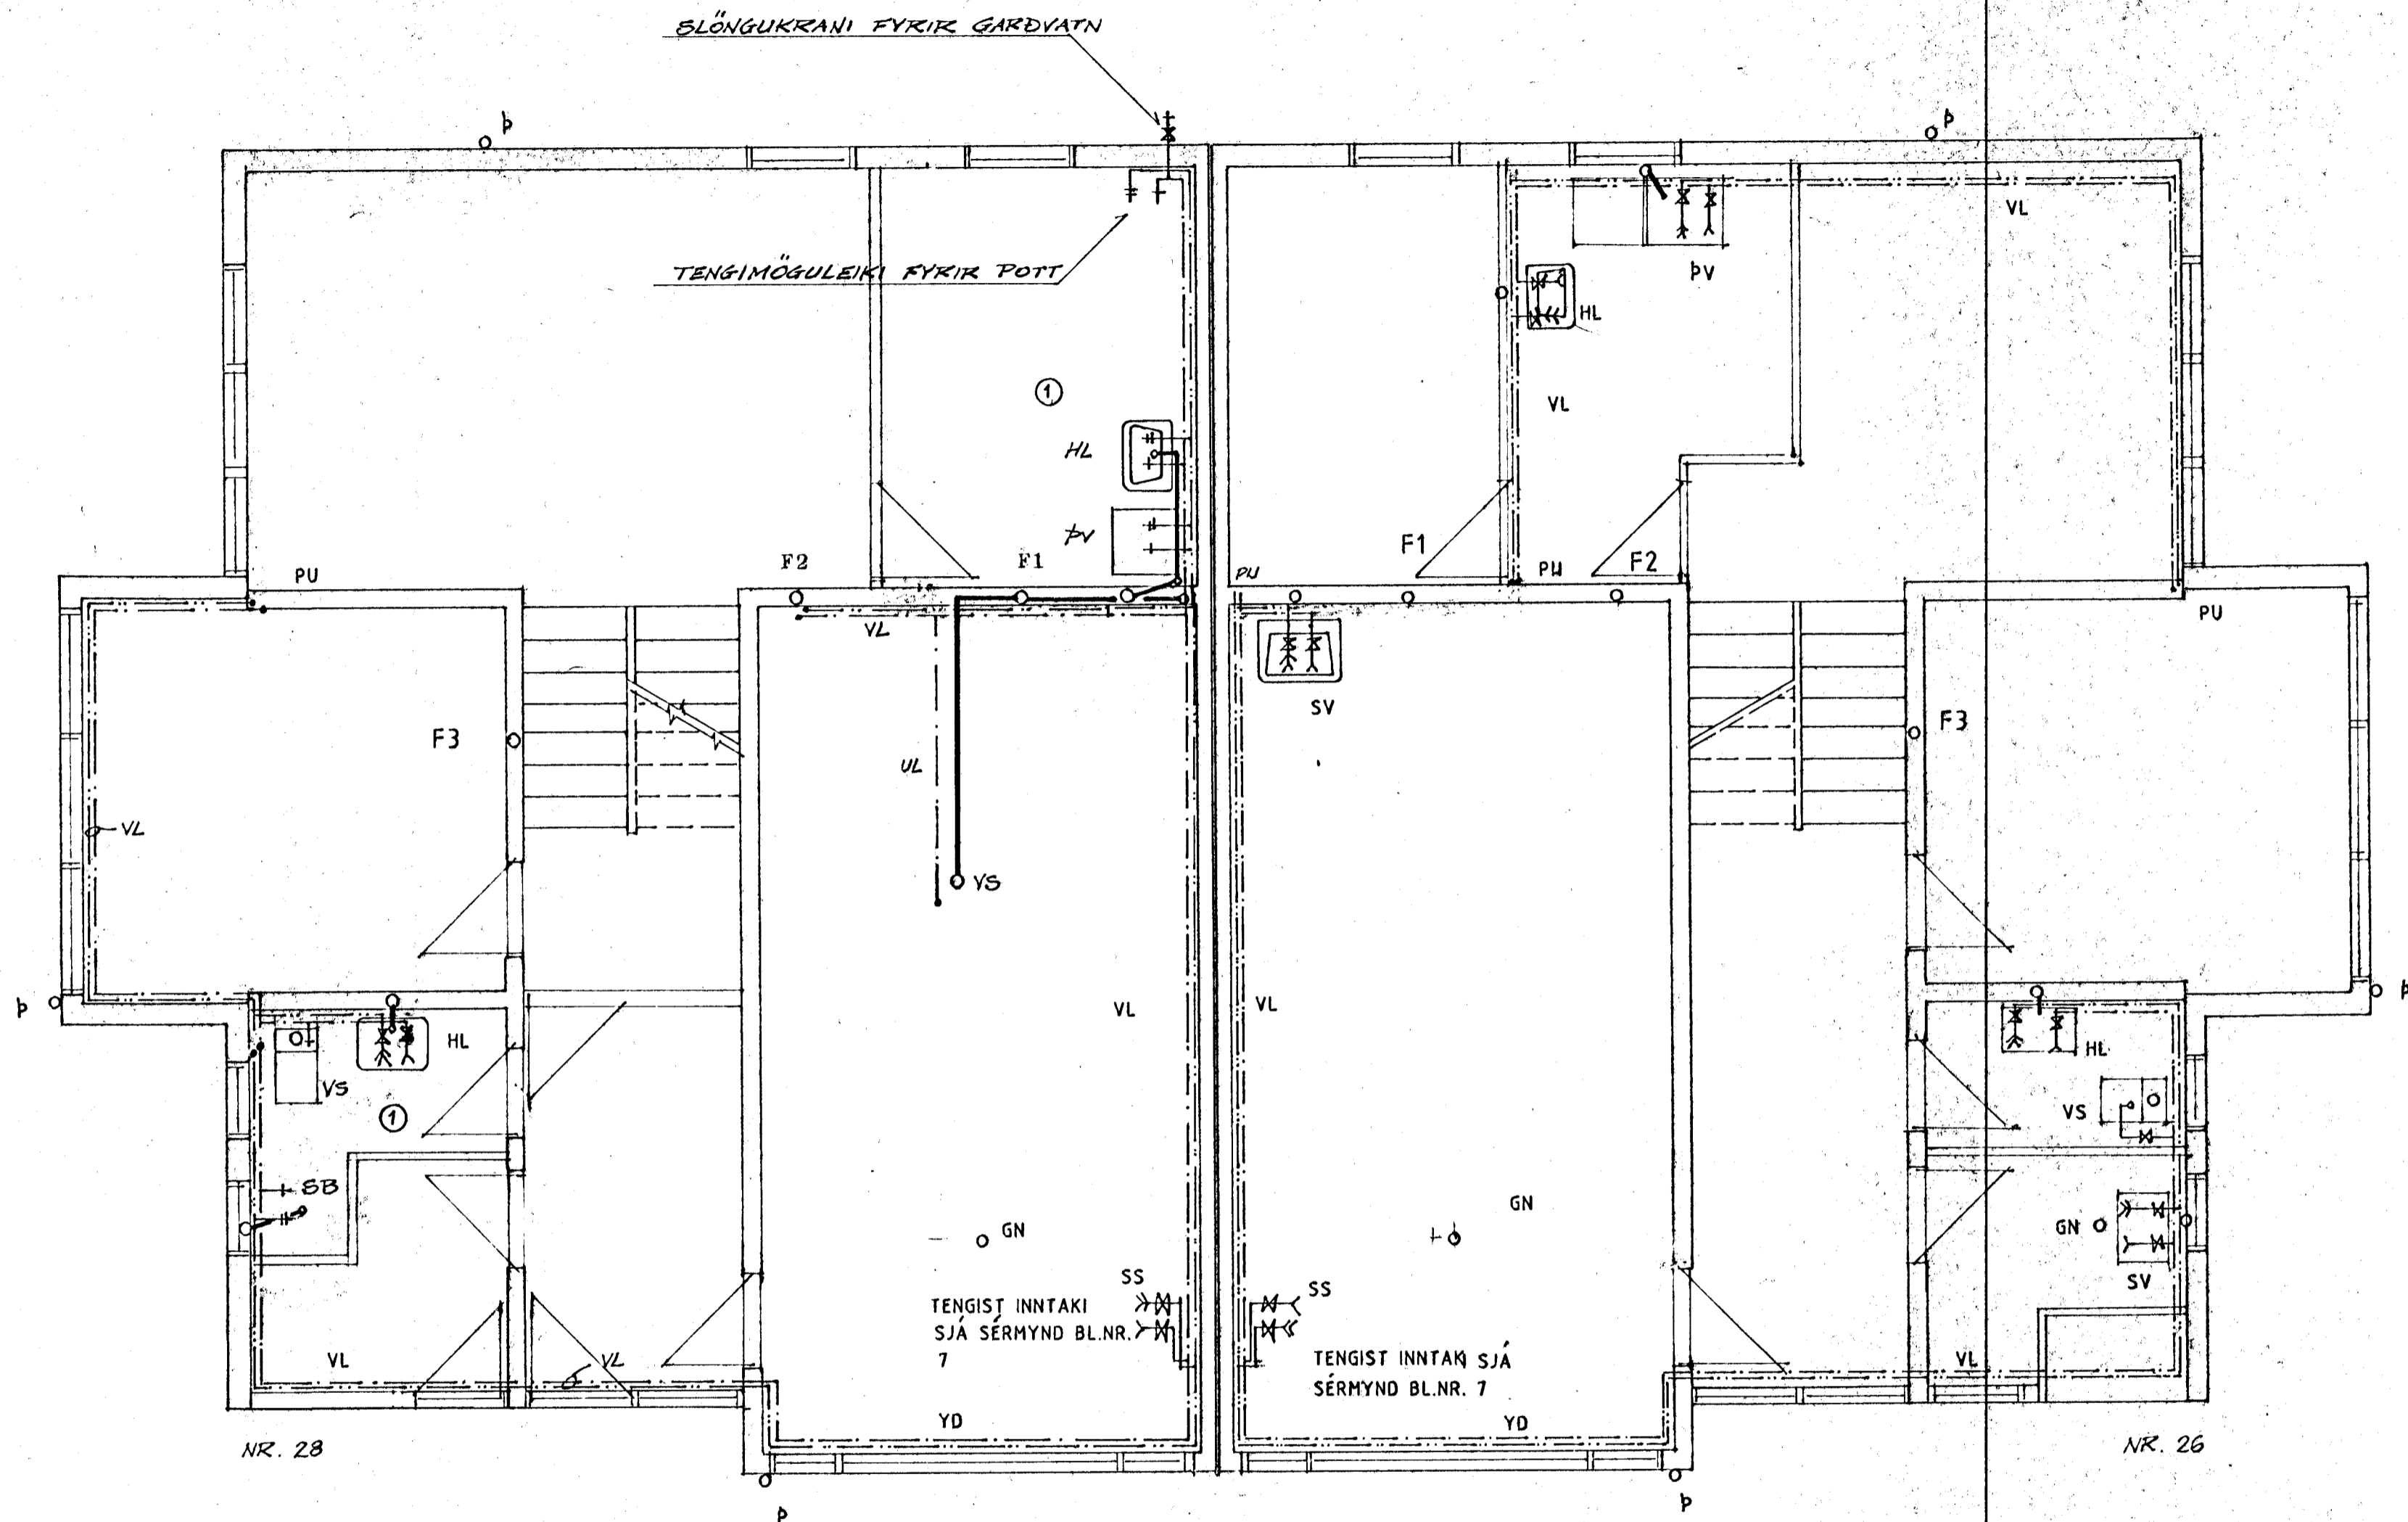 SLÖNGUKRANI FYRIR GARÐVATN
þ
þ
VL
TENGIMÖGULEIKI FYRIR POTT
ÞV
HL
1
VL
HL
ÞV
F2
F1
F1
F2
PU
PU
PU
PU
VL
SV
F3
F3
UL
VL
VS
þ
VL
VL
þ
HL
HL
VS
VS
1
SB
GN
GN
GN
SV
SS
SS
TENGIST INNTAKI
SJÁ SÉRMYND BL.NR.
7
TENGIST INNTAK SJÁ
SÉRMYND BL.NR. 7
VL
VL
VL
YD
YD
NR. 28
NR. 26
þ
þ